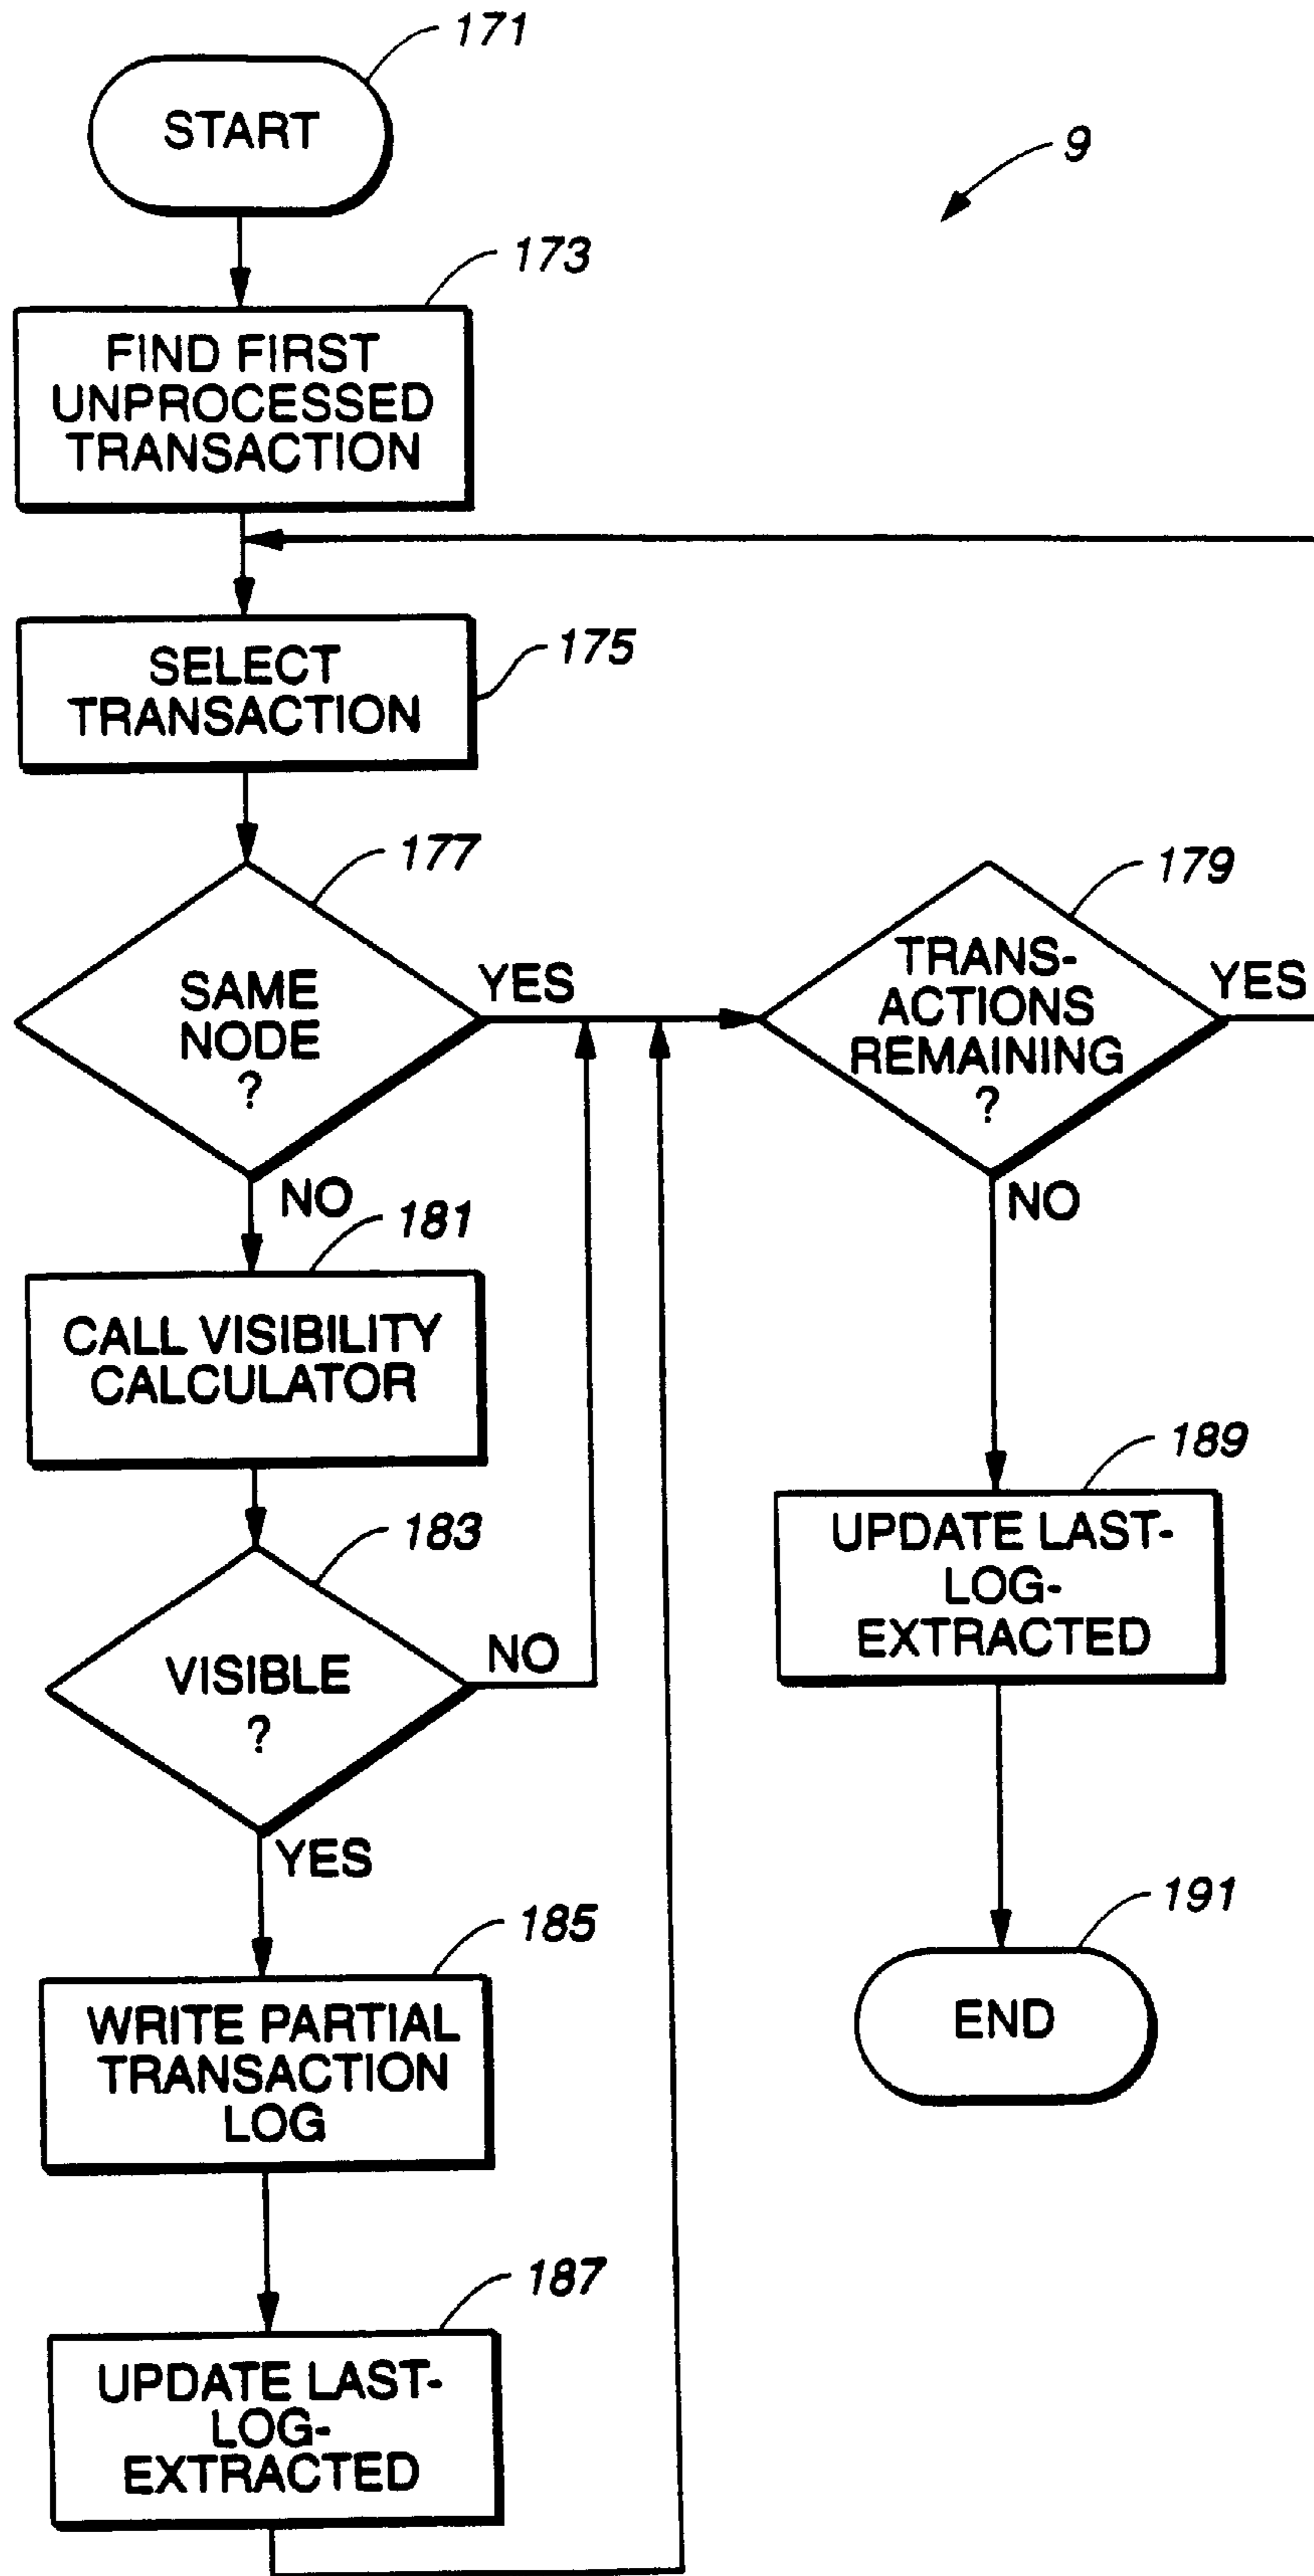 171
START
9
173
FIND FIRST
UNPROCESSED
TRANSACTION
SELECT
TRANSACTION
175
177
SAME
NODE
?
YES
NO
179
TRANS-
ACTIONS
REMAINING
?
YES
NO
181
CALL VISIBILITY
CALCULATOR
183
VISIBLE
?
NO
YES
189
UPDATE LAST-
LOG-
EXTRACTED
185
WRITE PARTIAL
TRANSACTION
LOG
191
END
187
UPDATE LAST-
LOG-
EXTRACTED